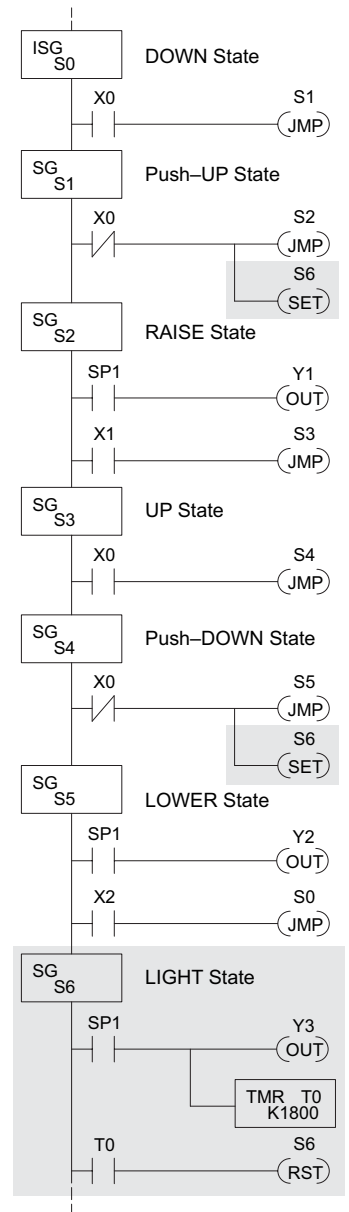 ISG
S0
DOWN State
X0
S1
JMP
SG
S1
Push–UP State
X0
S2
JMP
S6
SET
SG
S2
RAISE State
SP1
Y1
OUT
X1
S3
JMP
SG
S3
UP State
X0
S4
JMP
SG
S4
Push–DOWN State
X0
S5
JMP
S6
SET
SG
S5
LOWER State
SP1
Y2
OUT
X2
S0
JMP
SG
S6
LIGHT State
SP1
Y3
OUT
TMR T0
K1800
T0
S6
RST